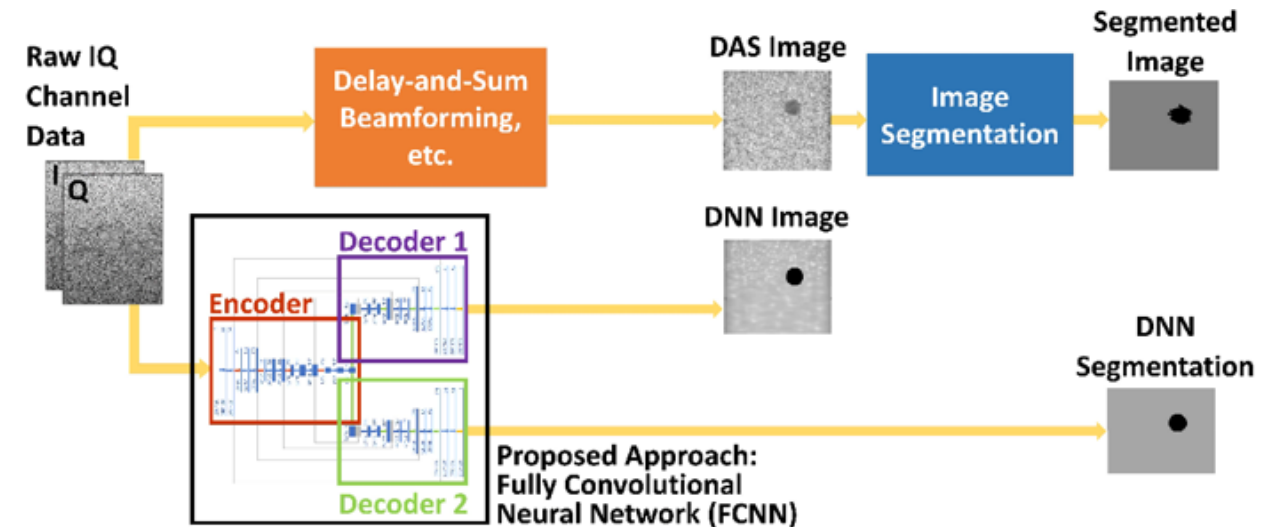 Raw IQ
Channel
Data
I
Q
Delay-and-Sum
Beamforming,
etc.
DAS Image
Image
Segmentation
Segmented
Image
DNN Image
Decoder 1
Encoder
Decoder 2
DNN
Segmentation
Proposed Approach:
Fully Convolutional
Neural Network (FCNN)